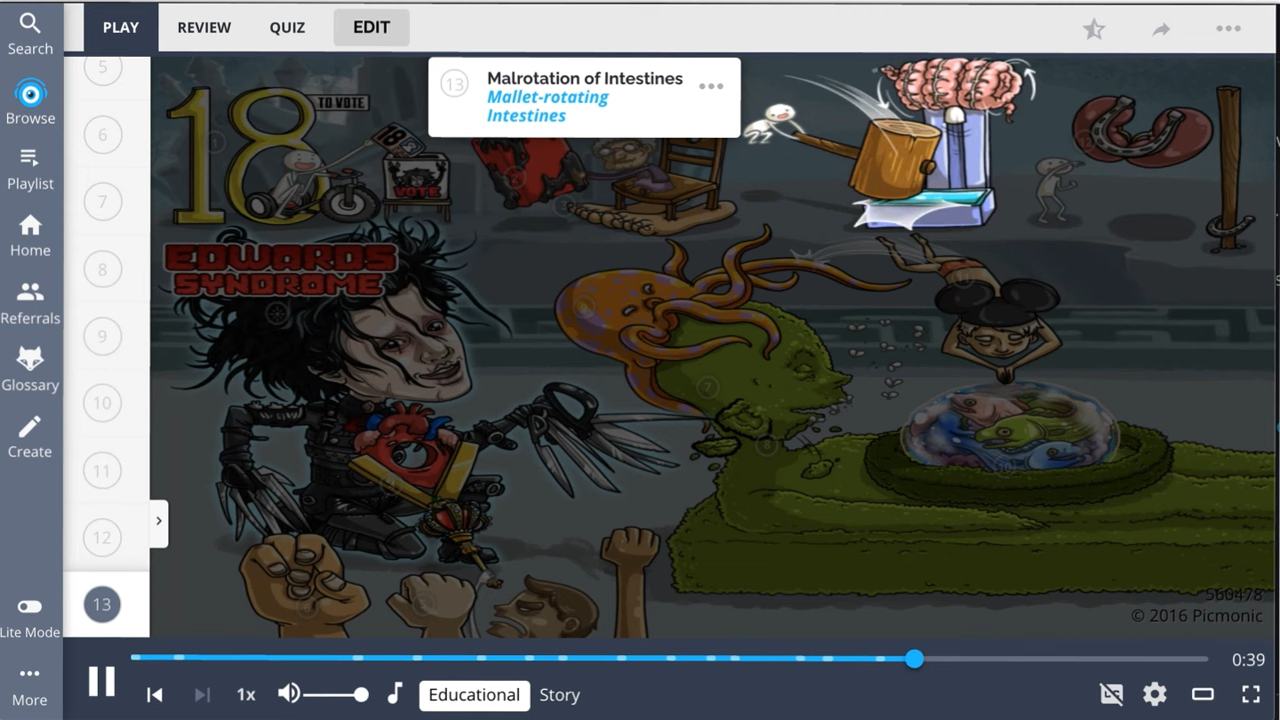 PLAY REVIEW QUIZ EDIT
Search
Browse
Playlist
Home
Referrals
Glossary
Create
Lite Mode
More
5
6
7
8
9
10
11
12
13
13 Malrotation of Intestines
Mallet-rotating
Intestines
18 TO VOTE
18
VOTE
EDWARDS
SYNDROME
7
560478
© 2016 Picmonic
0:39
1x Educational Story